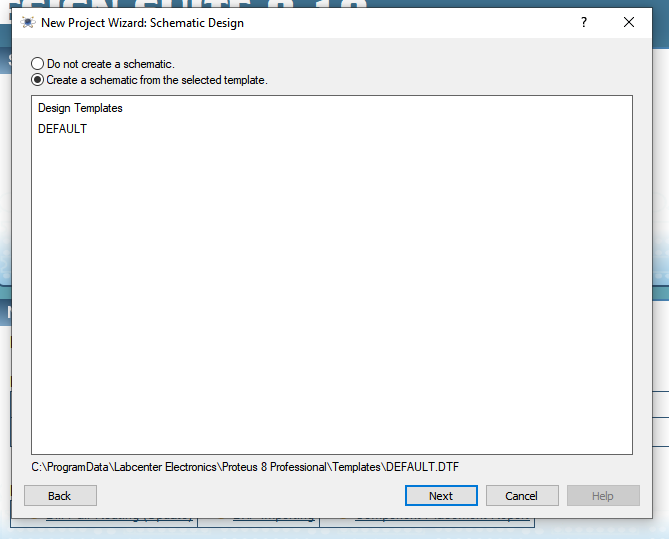 New Project Wizard: Schematic Design
Do not create a schematic.
Create a schematic from the selected template.
Design Templates
DEFAULT
C:\ProgramData\Labcenter Electronics\Proteus 8 Professional\Templates\DEFAULT.DTF
Back
Next
Cancel
Help